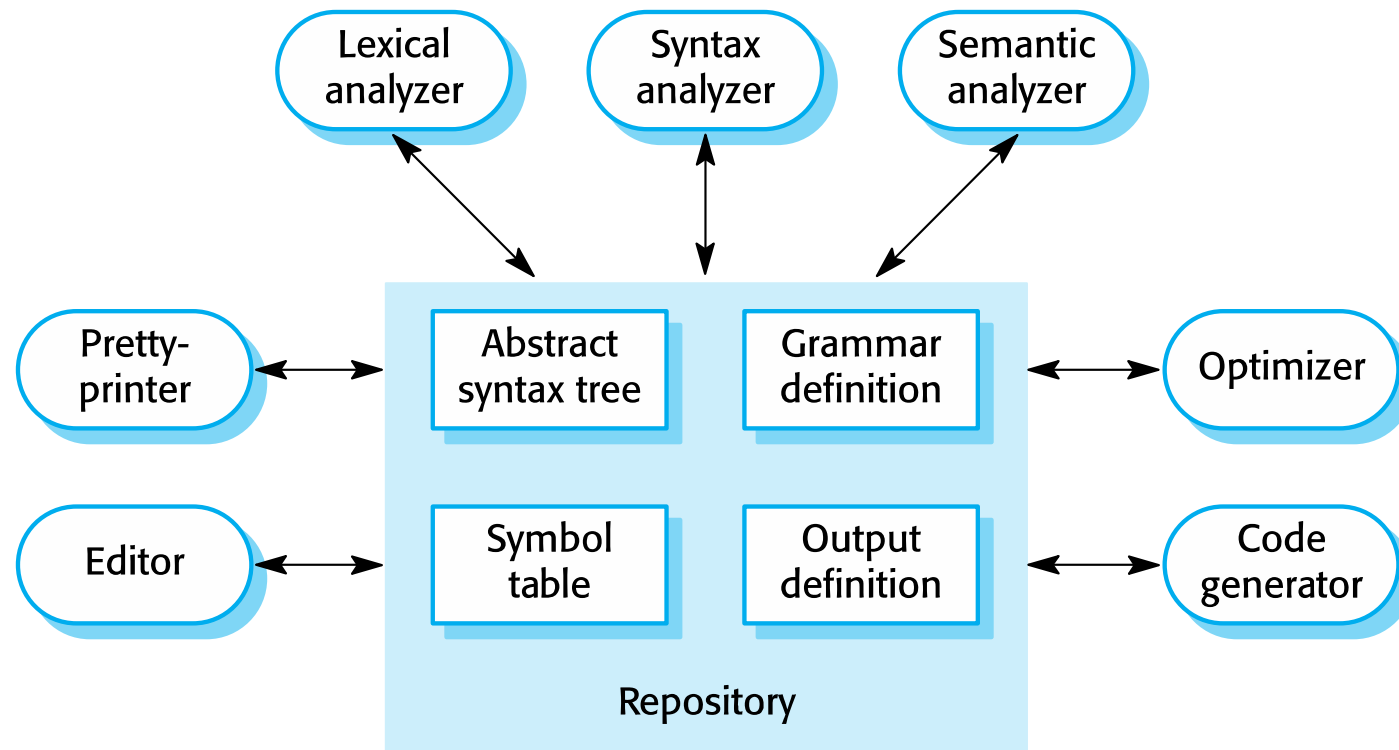 Lexical
analyzer
Syntax
analyzer
Semantic
analyzer
Pretty-
printer
Abstract
syntax tree
Grammar
definition
Optimizer
Editor
Symbol
table
Output
definition
Code
generator
Repository